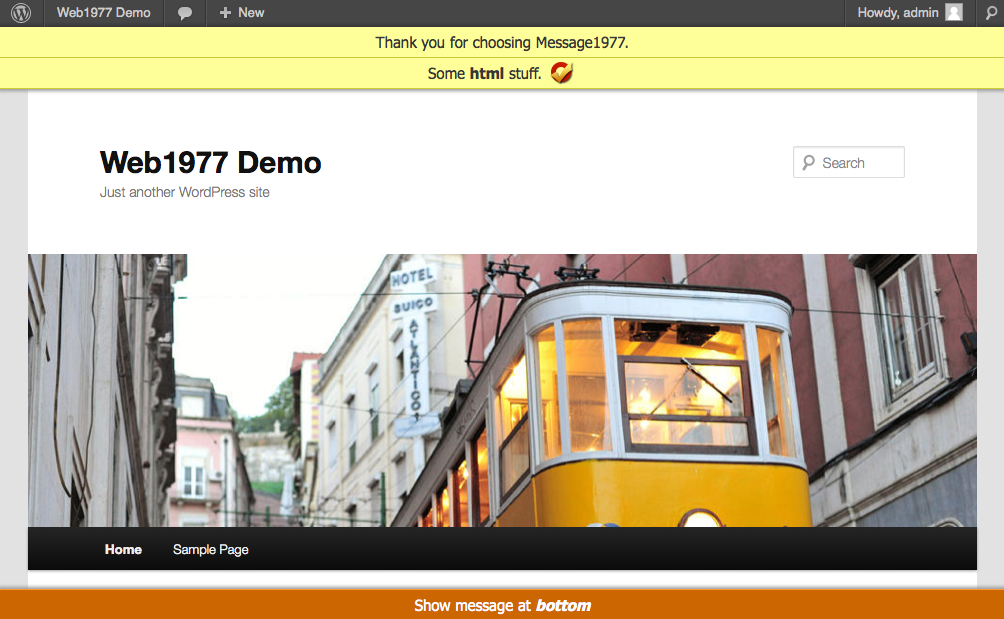 Web1977 Demo
New
Howdy, admin
Thank you for choosing Message1977.
Some html stuff.
Web1977 Demo
Just another WordPress site
Search
HOTEL
SUIÇO
ATLANTICO
Home
Sample Page
Show message at bottom